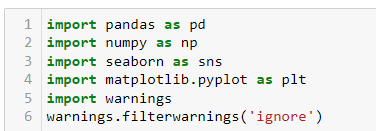 1 import pandas as pd
2 import numpy as np
3 import seaborn as sns
4 import matplotlib.pyplot as plt
5 import warnings
6 warnings.filterwarnings('ignore')